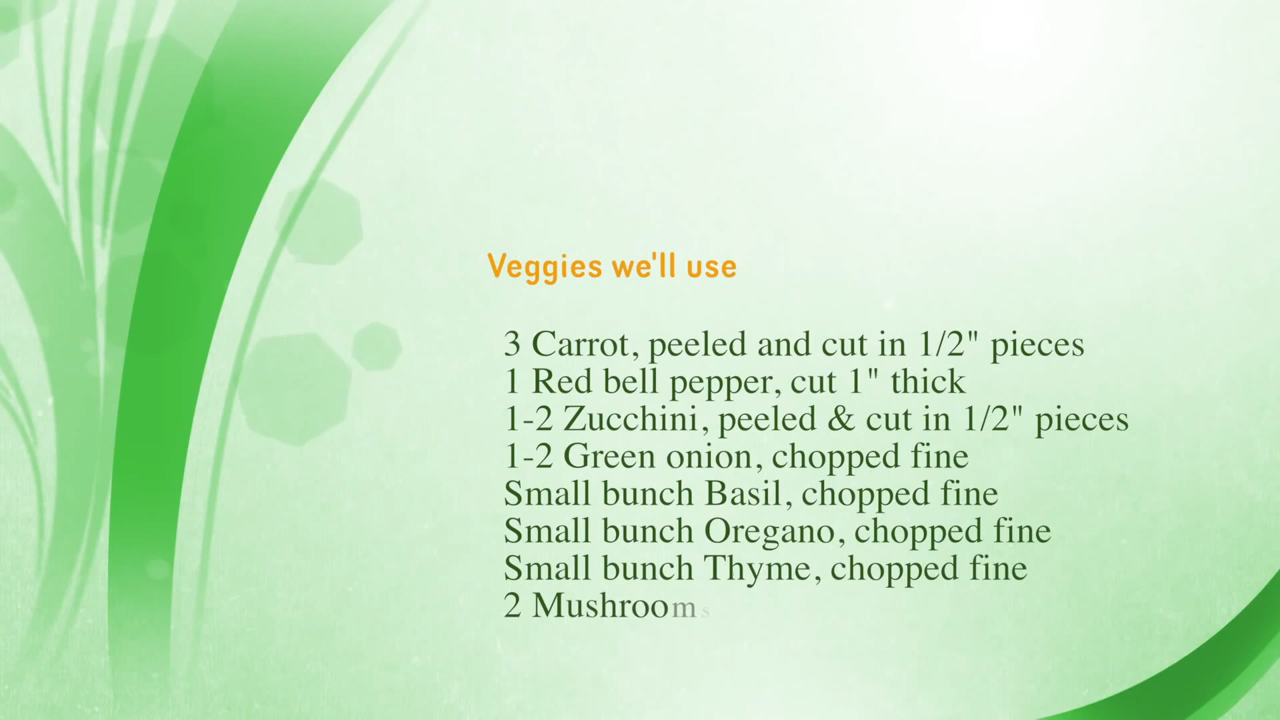 Veggies we'll use
3 Carrot, peeled and cut in 1/2" pieces
1 Red bell pepper, cut 1" thick
1-2 Zucchini, peeled & cut in 1/2" pieces
1-2 Green onion, chopped fine
Small bunch Basil, chopped fine
Small bunch Oregano, chopped fine
Small bunch Thyme, chopped fine
2 Mushrooms